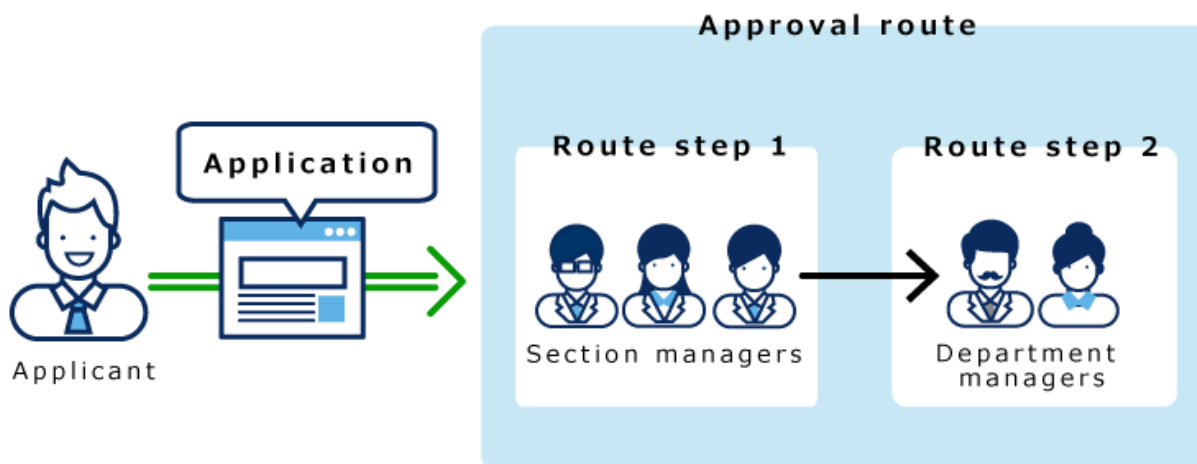 Approval route
Application
Applicant
Route step 1
Section managers
Route step 2
Department
managers